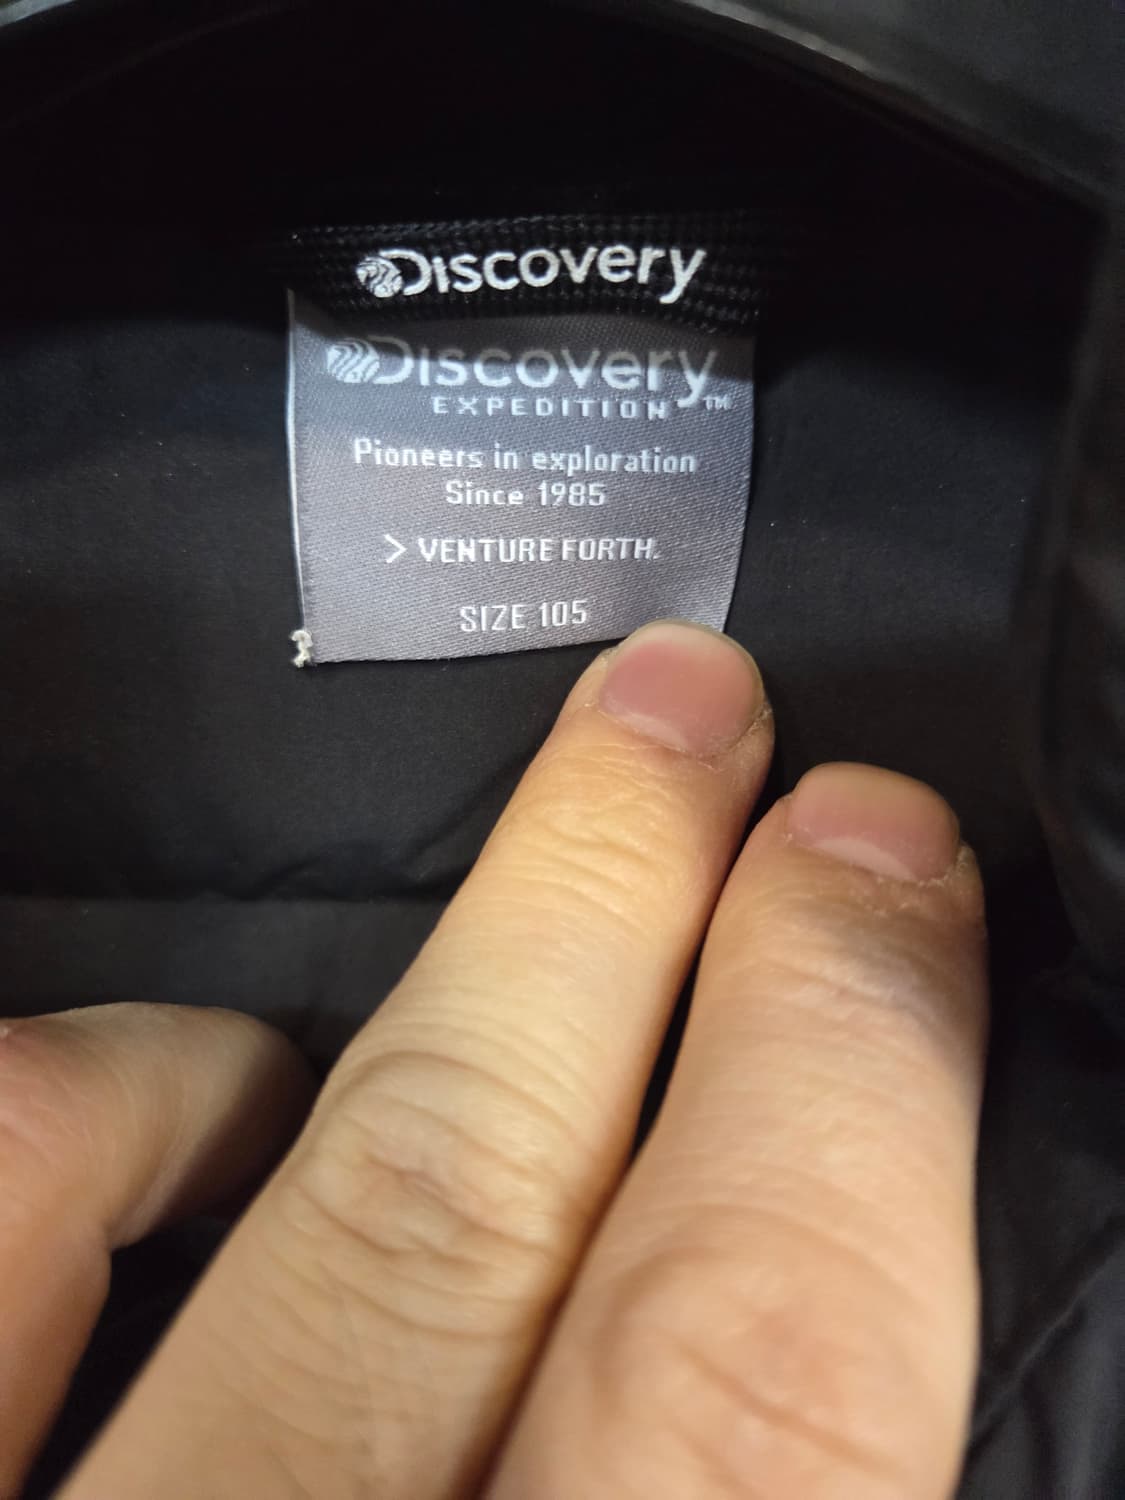 Discovery
Discovery
EXPEDITION™
Pioneers in exploration
Since 1985
> VENTURE FORTH.
SIZE 105